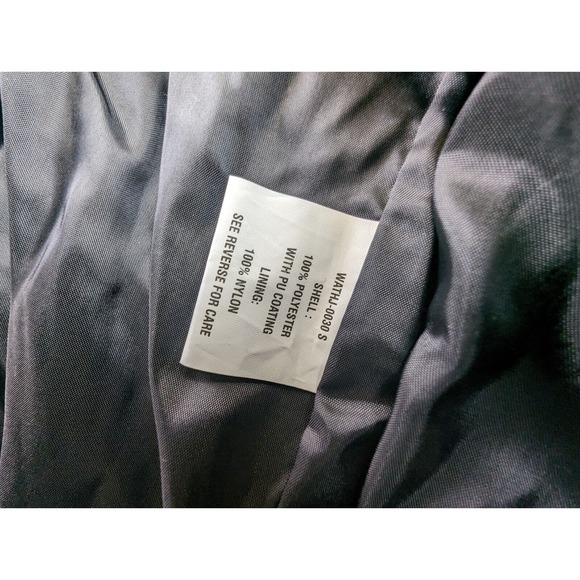 WATHJ-0030 S
SHELL :
100% POLYESTER
WITH PU COATING
LINING:
100% NYLON
SEE REVERSE FOR CARE